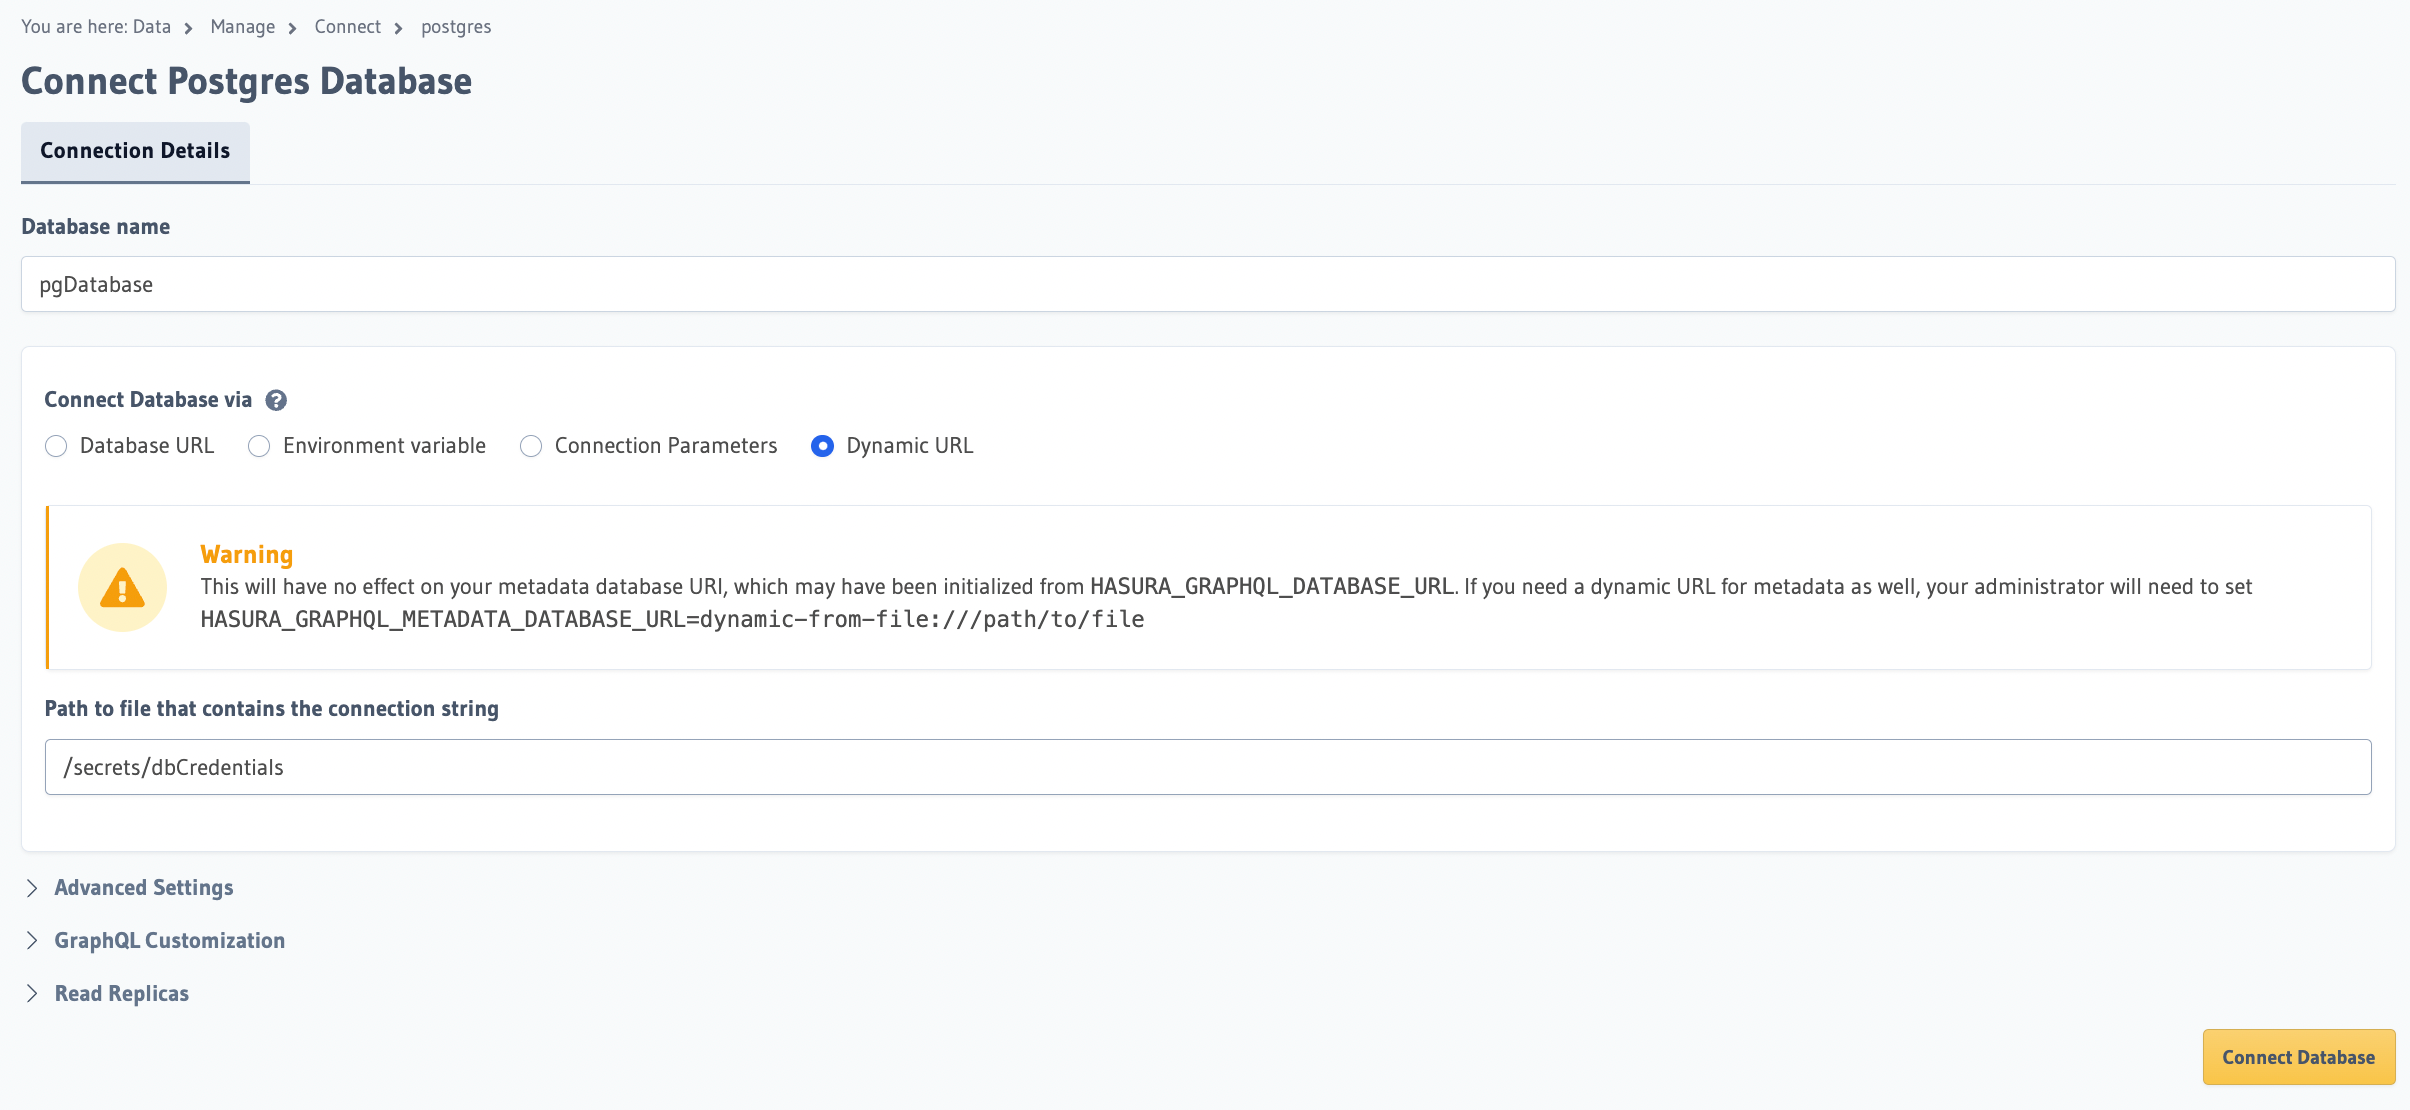 You are here: Data > Manage > Connect > postgres
Connect Postgres Database
Connection Details
Database name
pgDatabase
Connect Database via ?
Database URL Environment variable Connection Parameters Dynamic URL
Warning
This will have no effect on your metadata database URI, which may have been initialized from HASURA_GRAPHQL_DATABASE_URL. If you need a dynamic URL for metadata as well, your administrator will need to set
HASURA_GRAPHQL_METADATA_DATABASE_URL=dynamic-from-file:///path/to/file
Path to file that contains the connection string
/secrets/dbCredentials
Advanced Settings
GraphQL Customization
Read Replicas
Connect Database